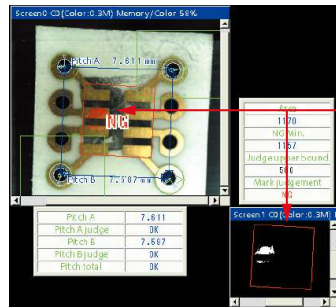 Screen0 C0(Color:0.3M) Memory/Color 56%
Pitch A 7.611 mm
NG
Pitch B 7.587 mm
Area
1170
NG Min.
1157
Judge upper bound
500
Mark judgement
NG
Pitch A 7.611
Pitch A judge OK
Pitch B 7.587
Pitch B judge OK
Pitch total OK
Screen1 C0(Color:0.3M)